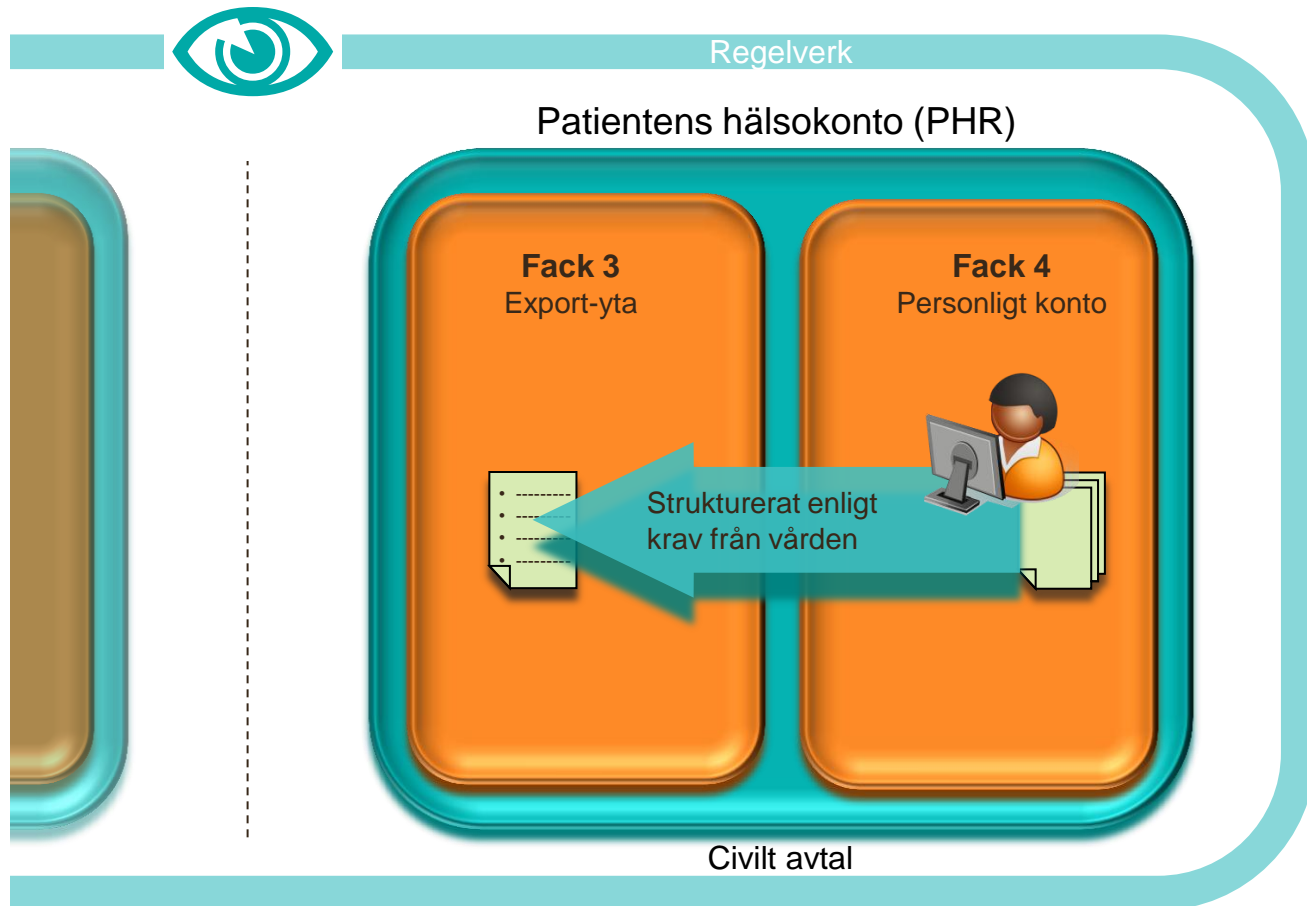 Regelverk
Patientens hälsokonto (PHR)
Fack 3
Export-yta
Fack 4
Personligt konto
Strukturerat enligt
krav från vården
Civilt avtal